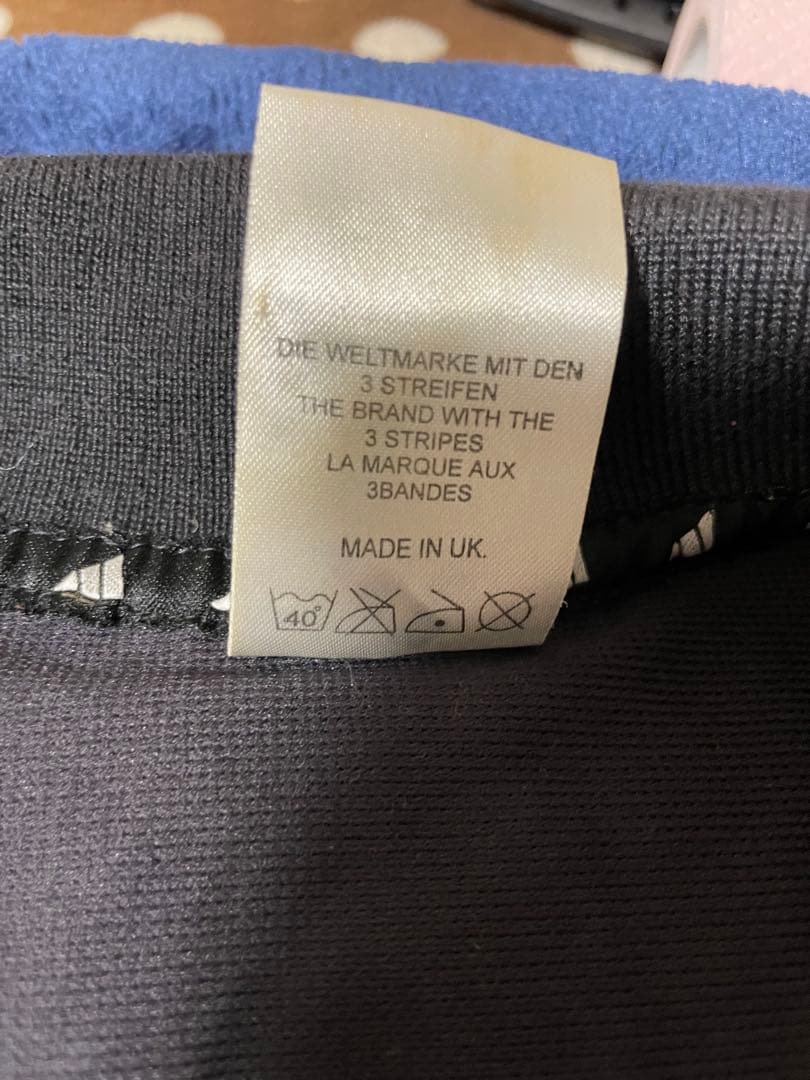 DIE WELTMARKE MIT DEN
3 STREIFEN
THE BRAND WITH THE
3 STRIPES
LA MARQUE AUX
3BANDES
MADE IN UK.
40°